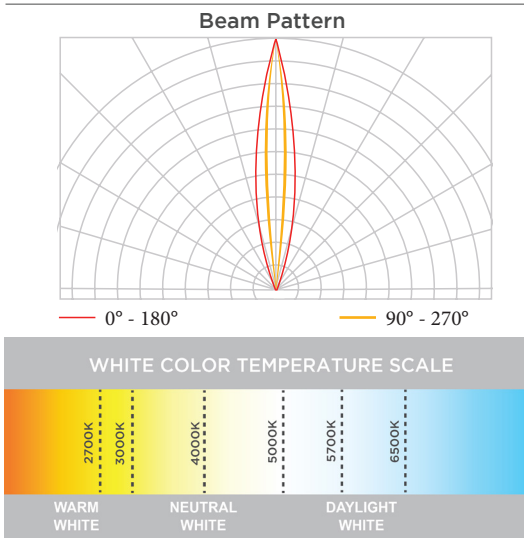 Beam Pattern
0° - 180°
90° - 270°
WHITE COLOR TEMPERATURE SCALE
2700K
3000K
4000K
5000K
5700K
6500K
WARM
WHITE
NEUTRAL
WHITE
DAYLIGHT
WHITE